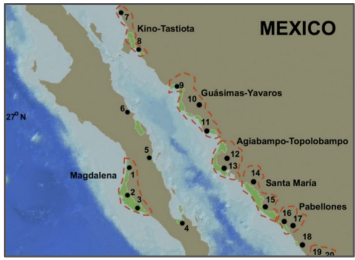 7
Kino-Tastiota
MEXICO
8
9
10
Guásimas-Yavaros
6
27° N
11
Agiabampo-Topolobampo
5
12
13
Magdalena
1
14
Santa María
2
3
15
Pabellones
16
17
4
18
19
20